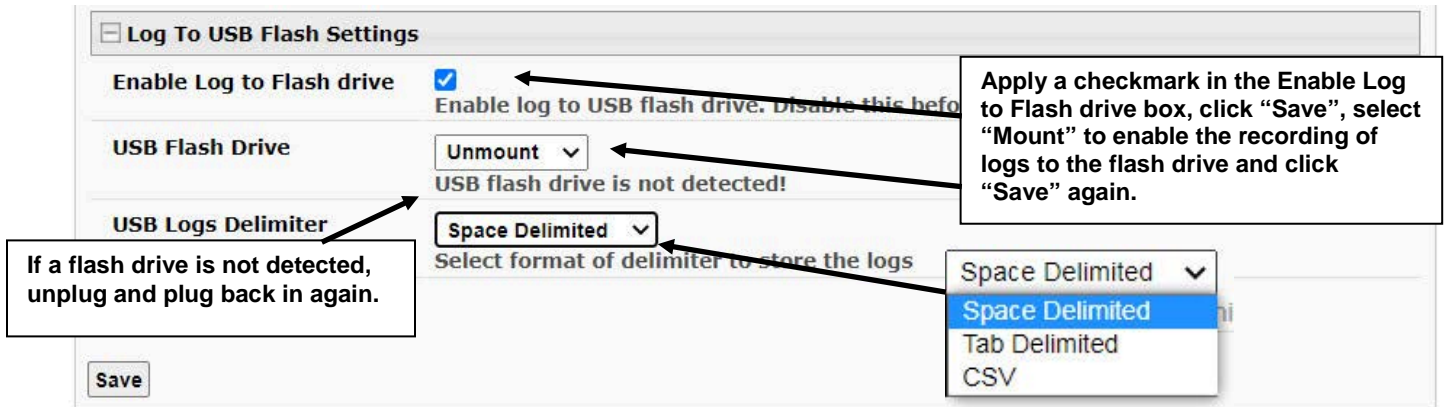 Log To USB Flash Settings
Enable Log to Flash drive
Enable log to USB flash drive. Disable this befo
Apply a checkmark in the Enable Log
to Flash drive box, click “Save”, select
“Mount” to enable the recording of
logs to the flash drive and click
“Save” again.
USB Flash Drive
Unmount
USB flash drive is not detected!
USB Logs Delimiter
Space Delimited
Select format of delimiter to store the logs
If a flash drive is not detected,
unplug and plug back in again.
Space Delimited
Space Delimited
Tab Delimited
CSV
Save